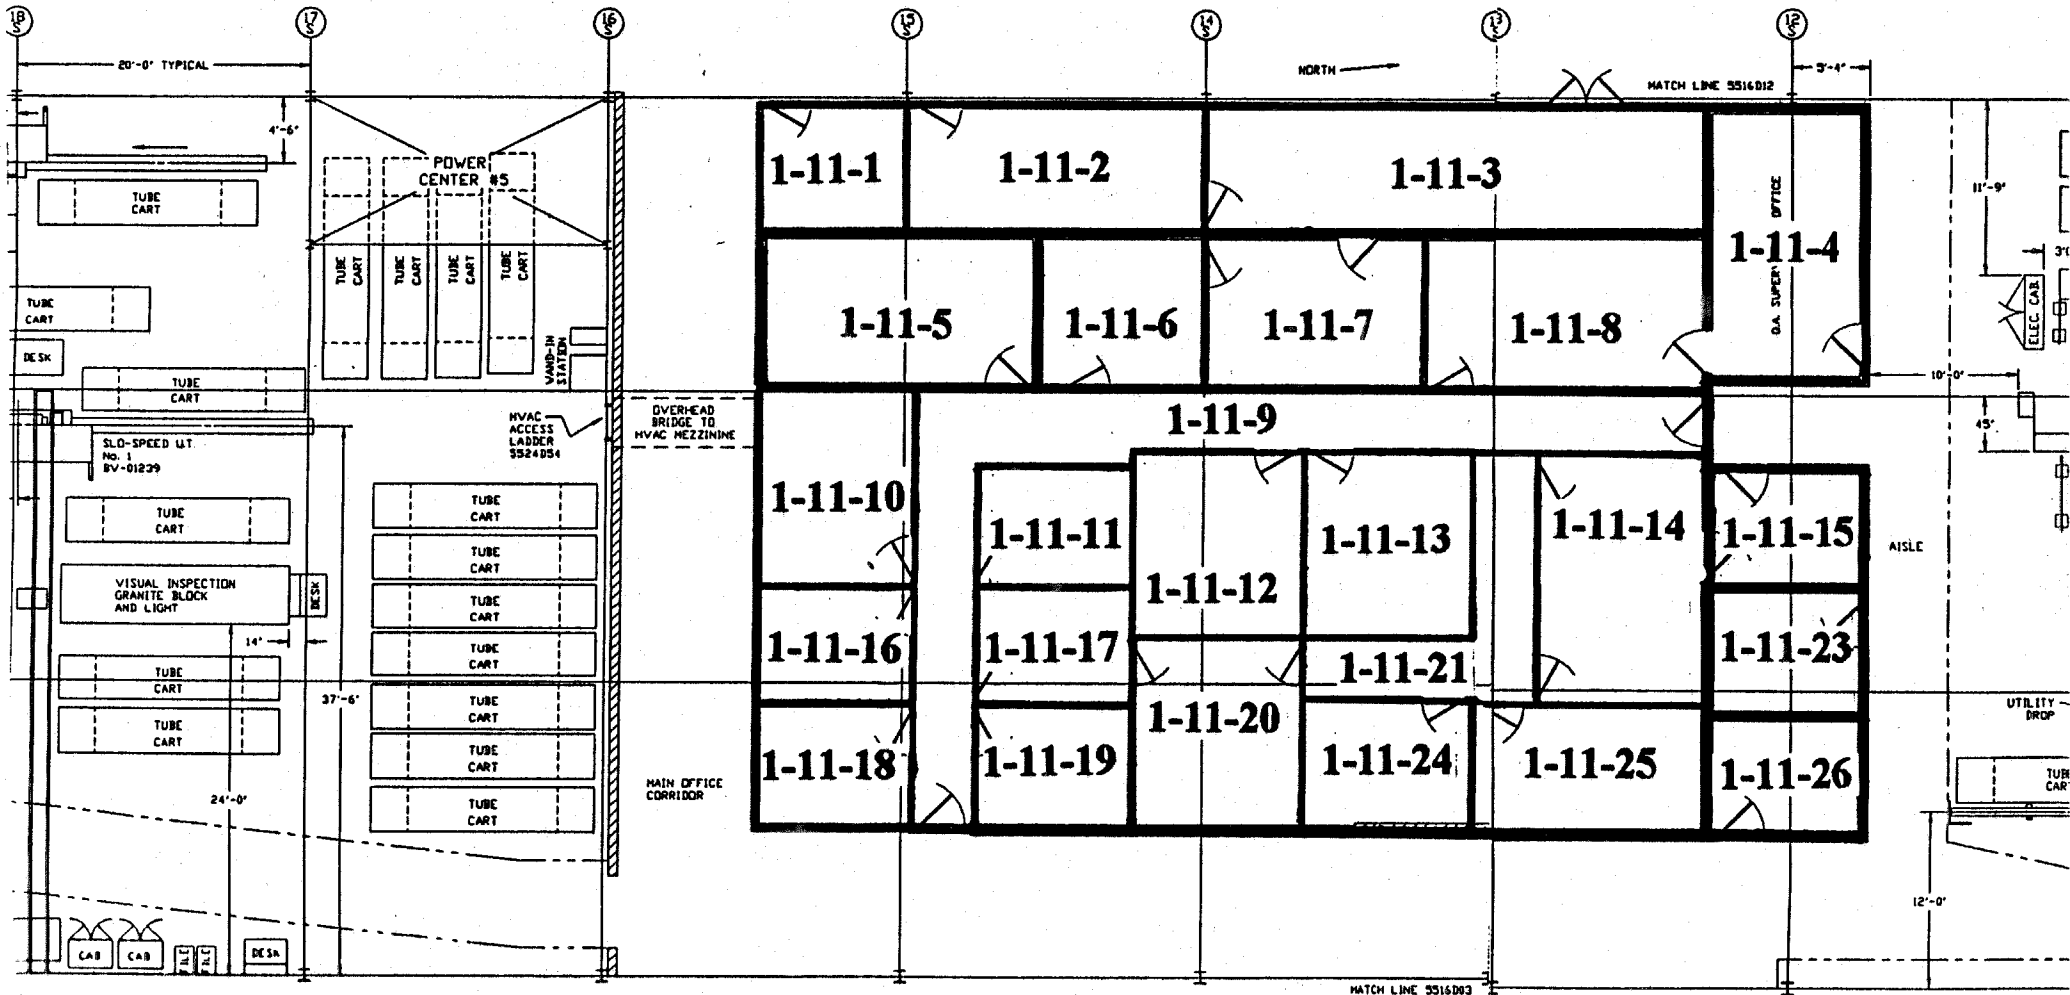 18
S
17
S
16
S
15
S
14
S
13
S
12
S
20'-0" TYPICAL
NORTH
MATCH LINE 5516D12
5'-4"
4'-6"
POWER
CENTER #5
TUBE
CART
TUBE
CART
TUBE
CART
TUBE
CART
TUBE
CART
TUBE
CART
DESK
TUBE
CART
HVAC
ACCESS
LADDER
5524D54
OVERHEAD
BRIDGE TO
HVAC MEZZININE
SLO-SPEED U.T.
No. 1
BV-01239
TUBE
CART
VISUAL INSPECTION
GRANITE BLOCK
AND LIGHT
DESK
14"
TUBE
CART
TUBE
CART
37'-6"
24'-0"
TUBE
CART
TUBE
CART
TUBE
CART
TUBE
CART
TUBE
CART
TUBE
CART
TUBE
CART
MAIN OFFICE
CORRIDOR
CAB
CAB
FILE
FILE
DESK
1-11-1
1-11-2
1-11-3
1-11-4
OFFICE
1-11-5
1-11-6
1-11-7
1-11-8
1-11-9
1-11-10
1-11-11
1-11-12
1-11-13
1-11-14
1-11-15
1-11-16
1-11-17
1-11-18
1-11-19
1-11-20
1-11-21
1-11-23
1-11-24
1-11-25
1-11-26
11'-9"
ELEC. CAB.
10'-0"
45"
AISLE
UTILITY
DROP
TUBE
CART
12'-0"
MATCH LINE 5516D03